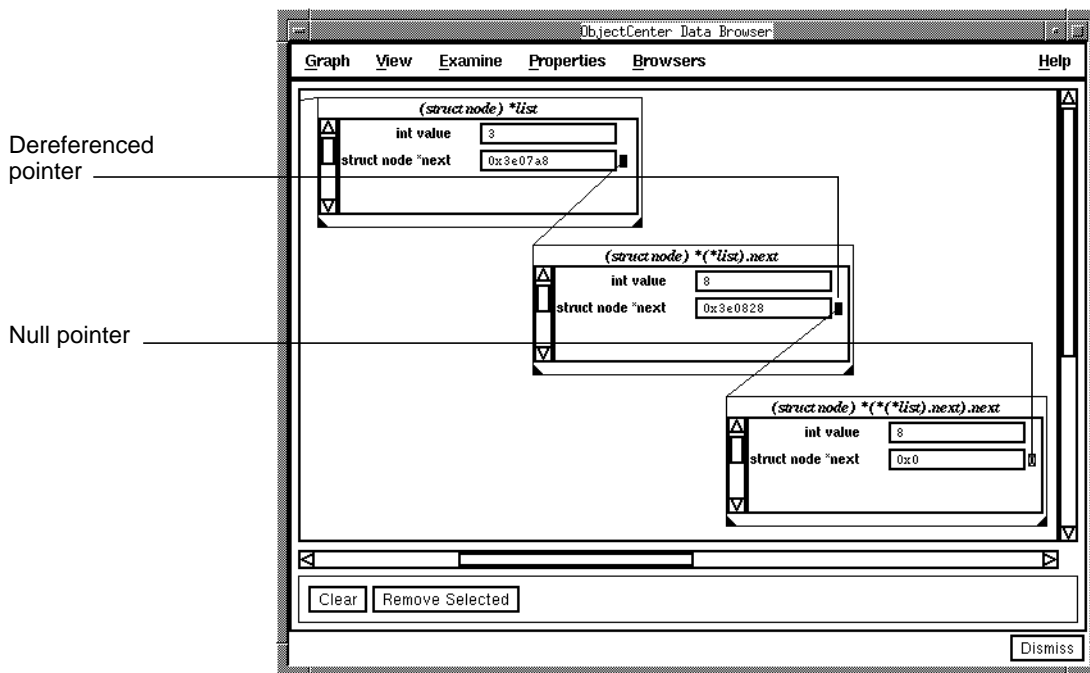 ObjectCenter Data Browser
Graph View Examine Properties Browsers Help
(struct node) *list
int value 3
struct node *next 0x3e07a8
Dereferenced
pointer
(struct node) *(*list).next
int value 8
struct node *next 0x3e0828
Null pointer
(struct node) *(*(*list).next).next
int value 8
struct node *next 0x0
Clear Remove Selected
Dismiss